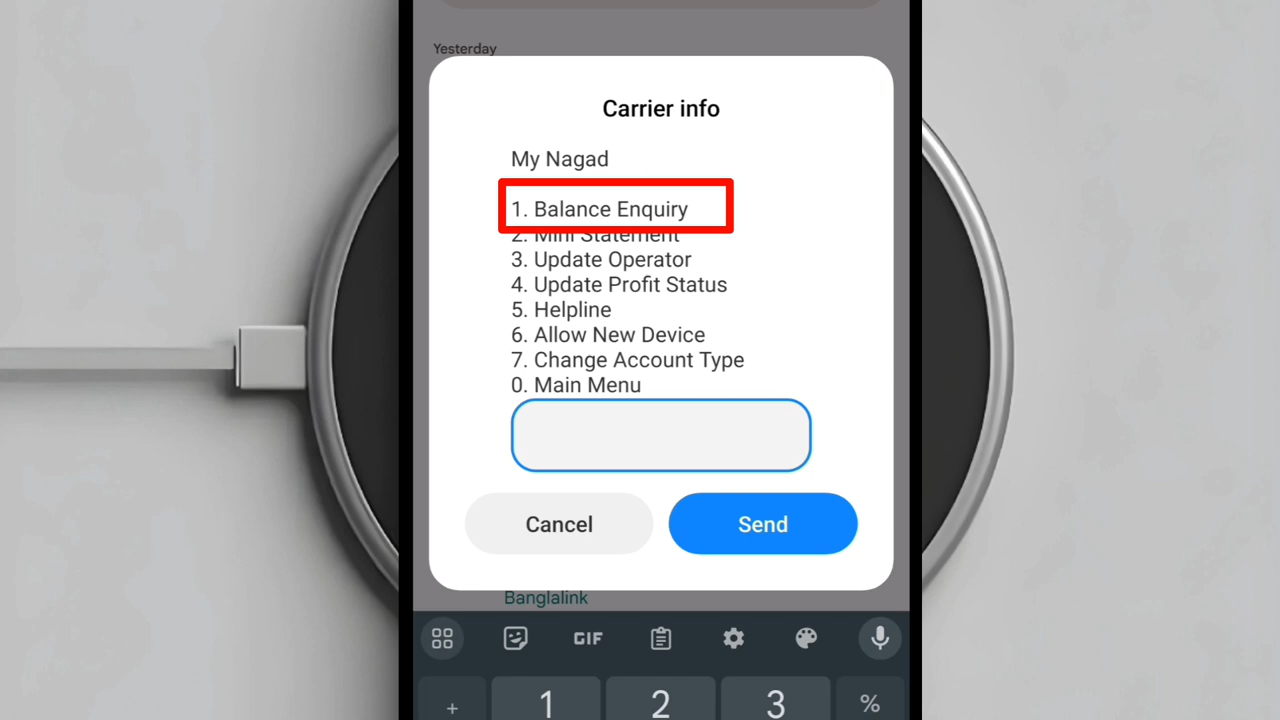 Yesterday
Carrier info
My Nagad
1. Balance Enquiry
2. Mini Statement
3. Update Operator
4. Update Profit Status
5. Helpline
6. Allow New Device
7. Change Account Type
0. Main Menu
Cancel Send
Banglalink
GIF
+ 1 2 3 %